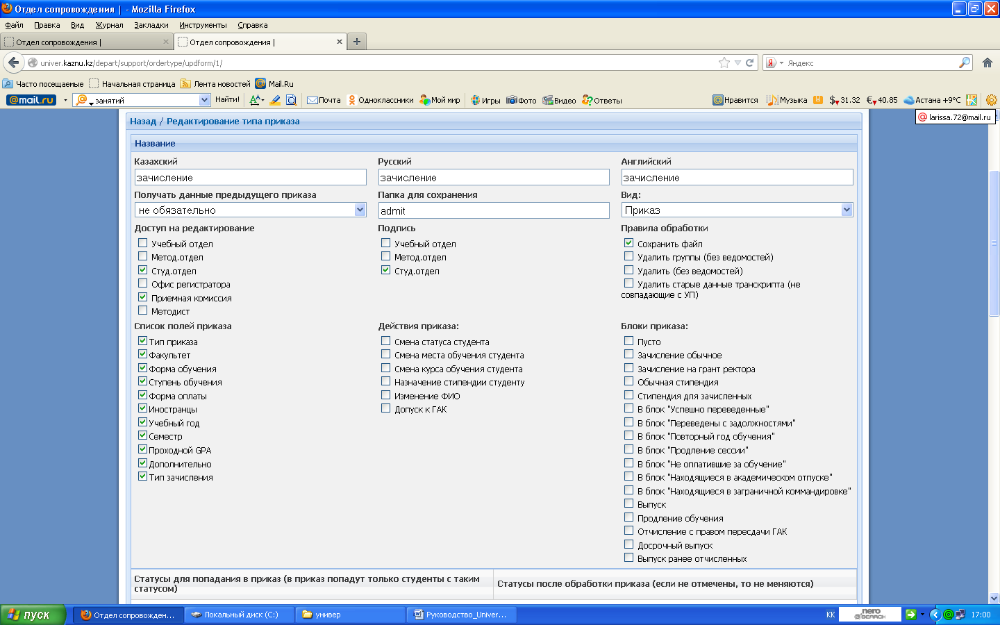 Отдел сопровождения | - Mozilla Firefox
Файл Правка Вид Журнал Закладки Инструменты Справка
Отдел сопровождения | Отдел сопровождения |
univer.kaznu.kz/depart/support/ordertype/updform/1/ Яндекс
Часто посещаемые Начальная страница Лента новостей Mail.Ru
@mail.ru занятий Найти! Почта Одноклассники Мой мир Игры Фото Видео Ответы Нравится Музыка $ 31.32 € 40.85 Астана +9°C
larissa.72@mail.ru
Назад / Редактирование типа приказа
Название
Казахский Русский Английский
зачисление зачисление зачисление
Получать данные предыдущего приказа Папка для сохранения Вид:
не обязательно admit Приказ
Доступ на редактирование Подпись Правила обработки
Учебный отдел Учебный отдел Сохранить файл
Метод.отдел Метод.отдел Удалить группы (без ведомостей)
Студ.отдел Студ.отдел Удалить (без ведомостей)
Офис регистратора Удалить старые данные транскрипта (не
совпадающие с УП)
Приемная комиссия
Методист
Список полей приказа Действия приказа: Блоки приказа:
Тип приказа Смена статуса студента Пусто
Факультет Смена места обучения студента Зачисление обычное
Форма обучения Смена курса обучения студента Зачисление на грант ректора
Ступень обучения Назначение стипендии студенту Обычная стипендия
Форма оплаты Изменение ФИО Стипендия для зачисленных
Иностранцы Допуск к ГАК В блок "Успешно переведенные"
Учебный год В блок "Переведены с задолжностями"
Семестр В блок "Повторный год обучения"
Проходной GPA В блок "Продление сессии"
Дополнительно В блок "Не оплатившие за обучение"
Тип зачисления В блок "Находящиеся в академическом отпуске"
В блок "Находящиеся в заграничной коммандировке"
Выпуск
Продление обучения
Отчисление с правом пересдачи ГАК
Досрочный выпуск
Выпуск ранее отчисленных
Статусы для попадания в приказ (в приказ попадут только студенты с таким
статусом)
Статусы после обработки приказа (если не отмечены, то не меняются)
пуск Отдел сопровожден... Локальный диск (C:) универ Руководство_Univer... KK nero SEARCH 17:00